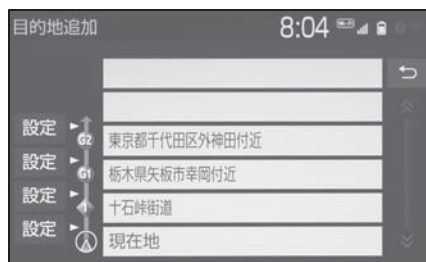 目的地追加 8:04
設定
G2
東京都千代田区外神田付近
設定
G1
栃木県矢板市幸岡付近
設定
十石峠街道
設定
現在地